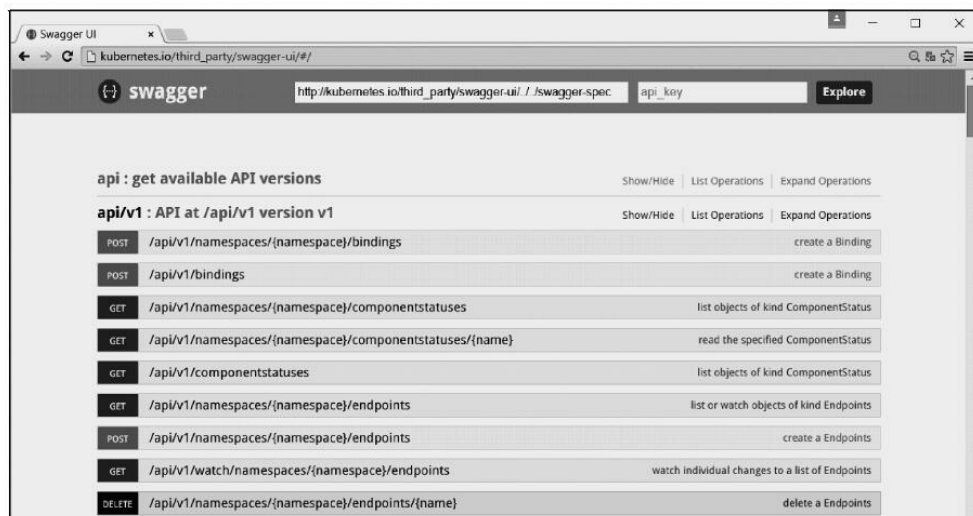 Swagger UI
kubernetes.io/third_party/swagger-ui/#/
swagger http://kubernetes.io/third_party/swagger-ui/../../swagger-spec api_key Explore
api : get available API versions Show/Hide List Operations Expand Operations
api/v1 : API at /api/v1 version v1 Show/Hide List Operations Expand Operations
POST /api/v1/namespaces/{namespace}/bindings create a Binding
POST /api/v1/bindings create a Binding
GET /api/v1/namespaces/{namespace}/componentstatuses list objects of kind ComponentStatus
GET /api/v1/namespaces/{namespace}/componentstatuses/{name} read the specified ComponentStatus
GET /api/v1/componentstatuses list objects of kind ComponentStatus
GET /api/v1/namespaces/{namespace}/endpoints list or watch objects of kind Endpoints
POST /api/v1/namespaces/{namespace}/endpoints create a Endpoints
GET /api/v1/watch/namespaces/{namespace}/endpoints watch individual changes to a list of Endpoints
DELETE /api/v1/namespaces/{namespace}/endpoints/{name} delete a Endpoints